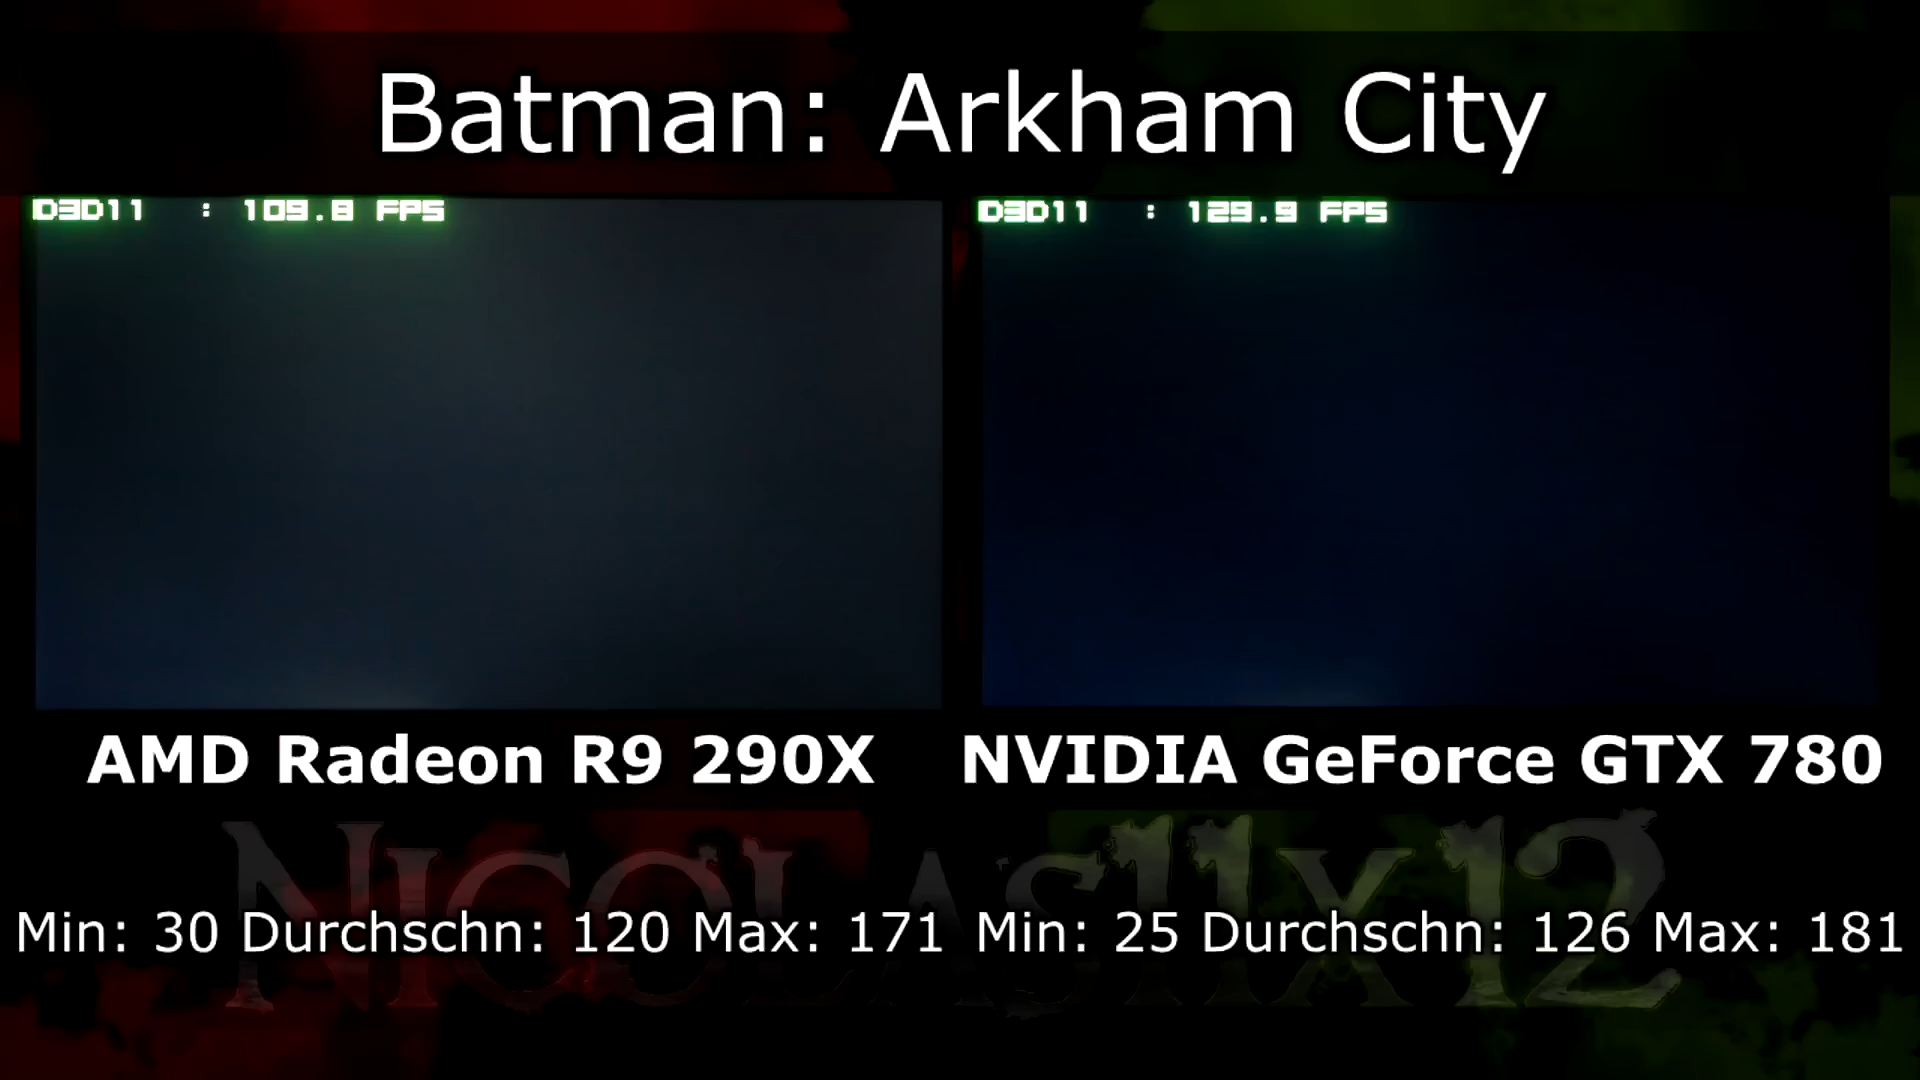 Batman: Arkham City
D3D11 : 109.8 FPS
D3D11 : 129.9 FPS
AMD Radeon R9 290X
NVIDIA GeForce GTX 780
NICOLAS11X12
Min: 30 Durchschn: 120 Max: 171
Min: 25 Durchschn: 126 Max: 181